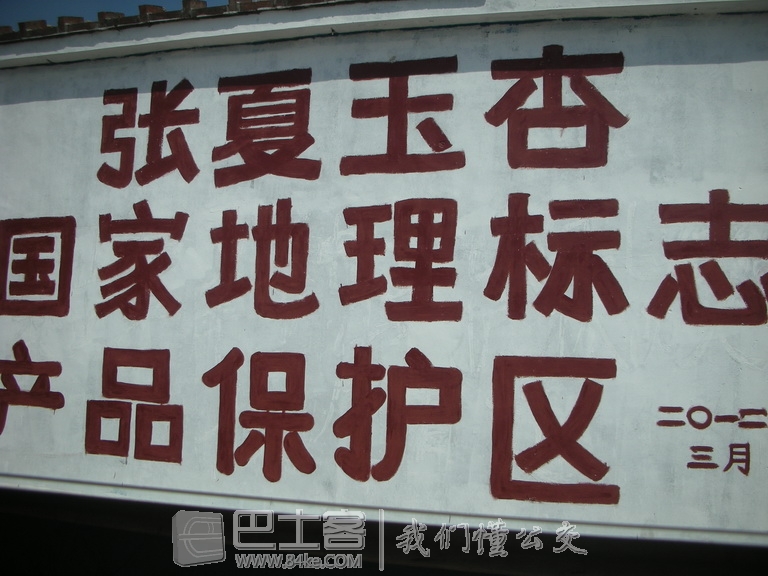 张夏玉杏
国家地理标志
产品保护区
二〇一二
三月
巴士客
www.84ke.com
我们懂公交